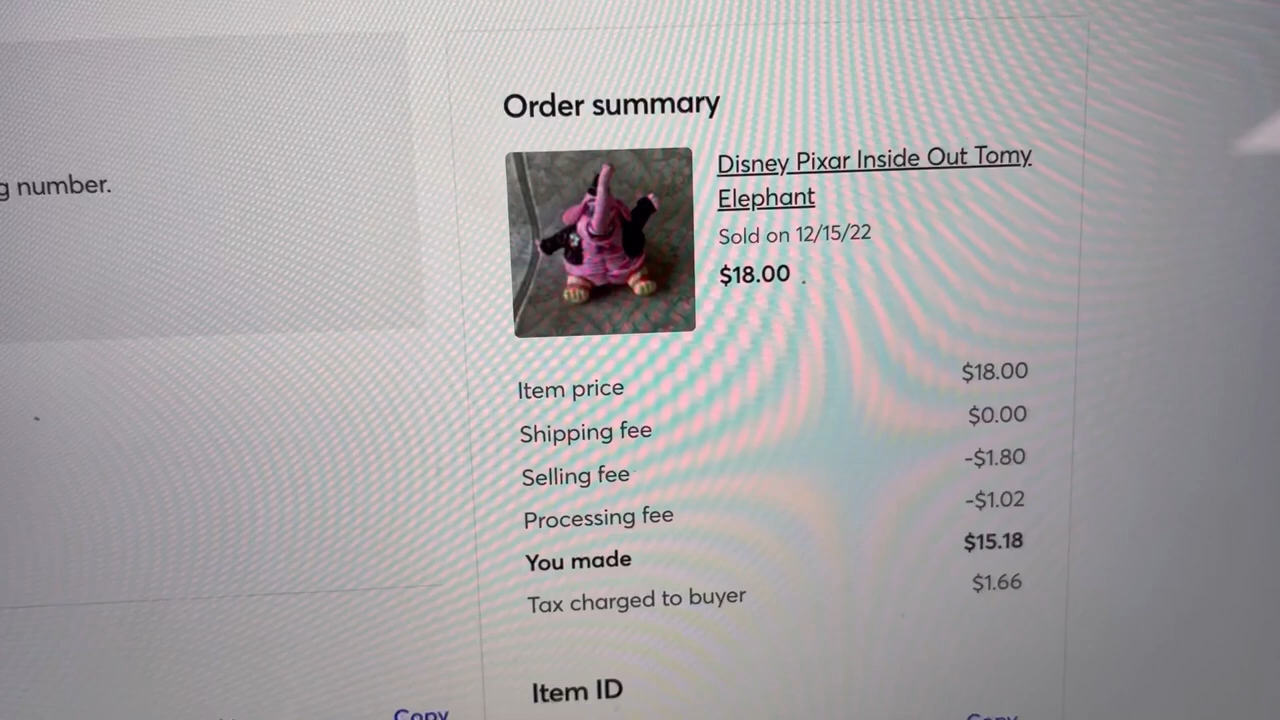 g number.
Order summary
Disney Pixar Inside Out Tomy
Elephant
Sold on 12/15/22
$18.00
Item price $18.00
Shipping fee $0.00
Selling fee -$1.80
Processing fee -$1.02
You made $15.18
Tax charged to buyer $1.66
Item ID
Copy Copy